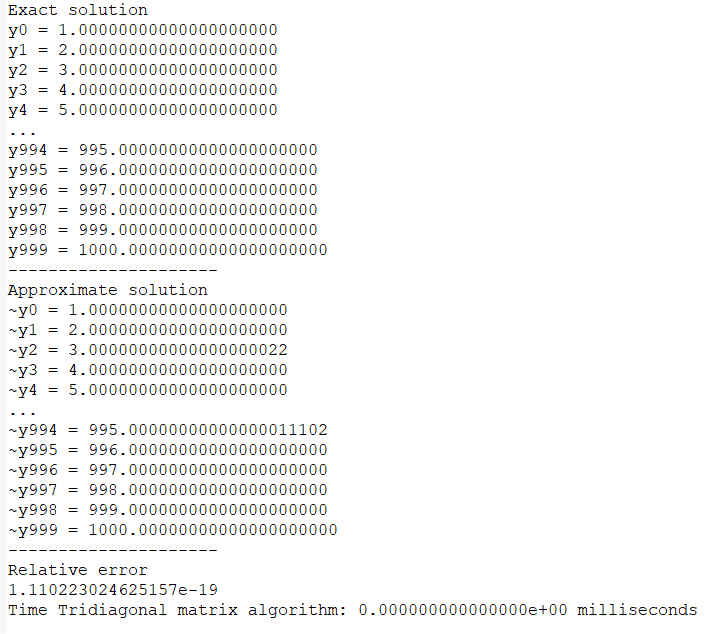 Exact solution
y0 = 1.00000000000000000000
y1 = 2.00000000000000000000
y2 = 3.00000000000000000000
y3 = 4.00000000000000000000
y4 = 5.00000000000000000000
...
y994 = 995.00000000000000000000
y995 = 996.00000000000000000000
y996 = 997.00000000000000000000
y997 = 998.00000000000000000000
y998 = 999.00000000000000000000
y999 = 1000.00000000000000000000
---------------------
Approximate solution
~y0 = 1.00000000000000000000
~y1 = 2.00000000000000000000
~y2 = 3.00000000000000000022
~y3 = 4.00000000000000000000
~y4 = 5.00000000000000000000
...
~y994 = 995.00000000000000011102
~y995 = 996.00000000000000000000
~y996 = 997.00000000000000000000
~y997 = 998.00000000000000000000
~y998 = 999.00000000000000000000
~y999 = 1000.00000000000000000000
---------------------
Relative error
1.110223024625157e-19
Time Tridiagonal matrix algorithm: 0.000000000000000e+00 milliseconds